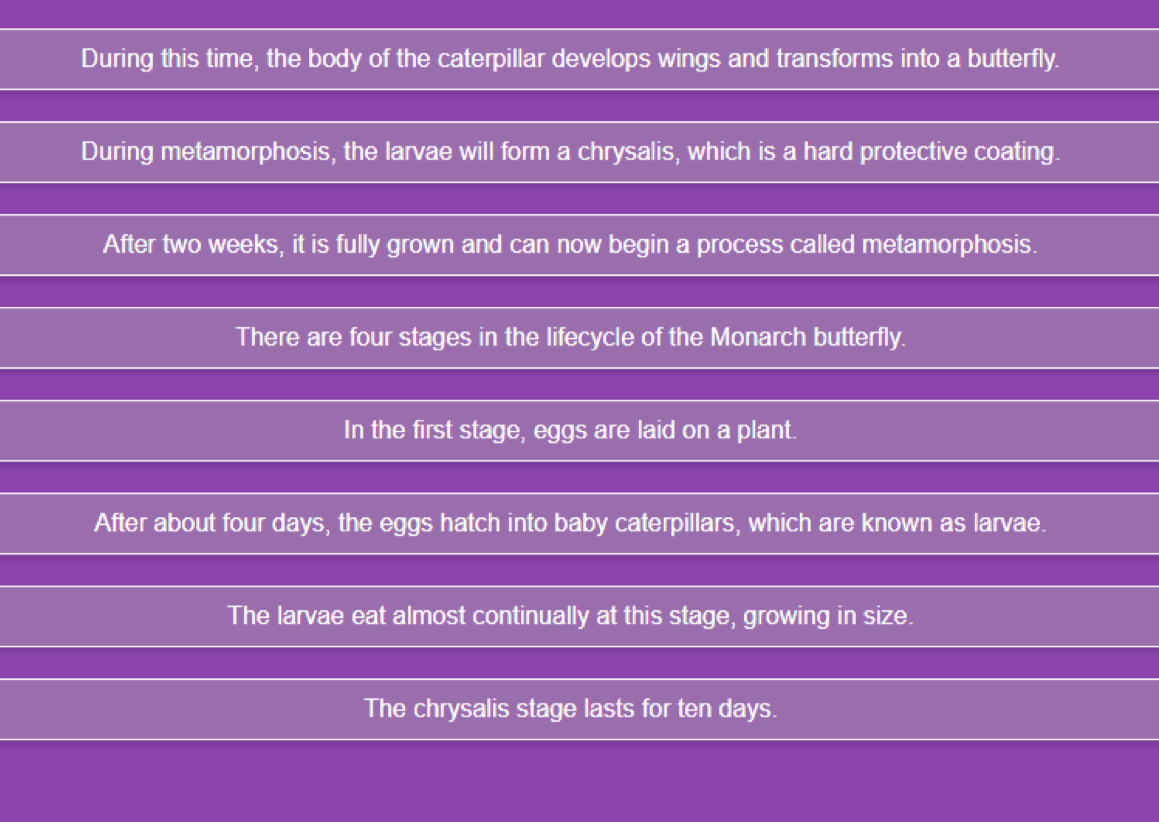 During this time, the body of the caterpillar develops wings and transforms into a butterfly.
During metamorphosis, the larvae will form a chrysalis, which is a hard protective coating.
After two weeks, it is fully grown and can now begin a process called metamorphosis.
There are four stages in the lifecycle of the Monarch butterfly.
In the first stage, eggs are laid on a plant.
After about four days, the eggs hatch into baby caterpillars, which are known as larvae.
The larvae eat almost continually at this stage, growing in size.
The chrysalis stage lasts for ten days.